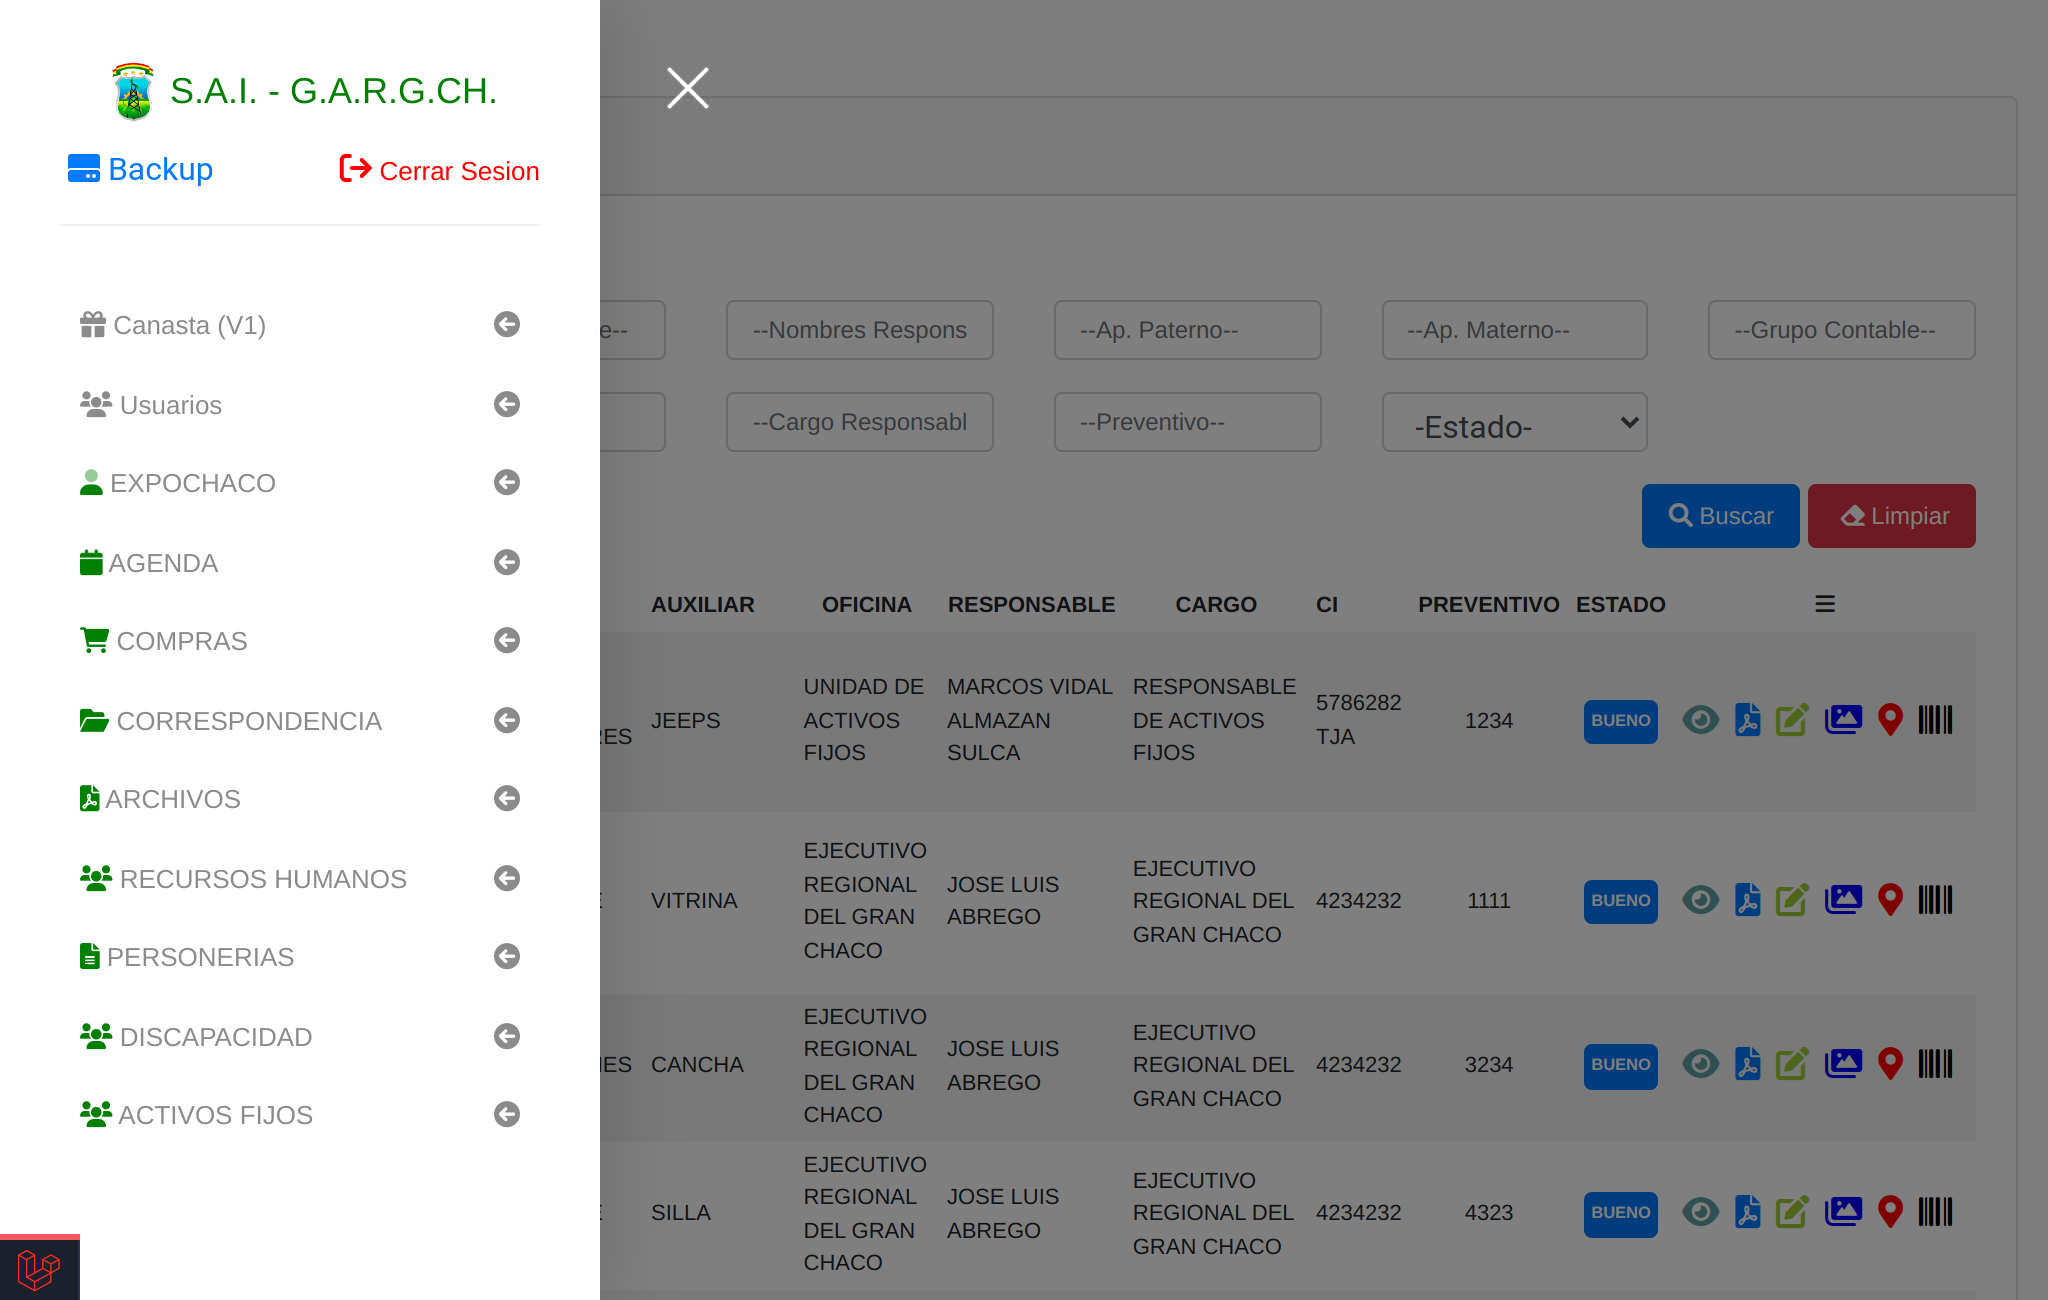 S.A.I. - G.A.R.G.CH.
Backup
Cerrar Sesion
Canasta (V1)
Usuarios
EXPOCHACO
AGENDA
COMPRAS
CORRESPONDENCIA
ARCHIVOS
RECURSOS HUMANOS
PERSONERIAS
DISCAPACIDAD
ACTIVOS FIJOS
e--
--Nombres Respons
--Ap. Paterno--
--Ap. Materno--
--Grupo Contable--
--Cargo Responsabl
--Preventivo--
-Estado-
Buscar
Limpiar
AUXILIAR OFICINA RESPONSABLE CARGO CI PREVENTIVO ESTADO
RES
JEEPS
UNIDAD DE
ACTIVOS
FIJOS
MARCOS VIDAL
ALMAZAN
SULCA
RESPONSABLE
DE ACTIVOS
FIJOS
5786282
TJA
1234
BUENO
VITRINA
EJECUTIVO
REGIONAL
DEL GRAN
CHACO
JOSE LUIS
ABREGO
EJECUTIVO
REGIONAL DEL
GRAN CHACO
4234232
1111
BUENO
IES
CANCHA
EJECUTIVO
REGIONAL
DEL GRAN
CHACO
JOSE LUIS
ABREGO
EJECUTIVO
REGIONAL DEL
GRAN CHACO
4234232
3234
BUENO
SILLA
EJECUTIVO
REGIONAL
DEL GRAN
CHACO
JOSE LUIS
ABREGO
EJECUTIVO
REGIONAL DEL
GRAN CHACO
4234232
4323
BUENO